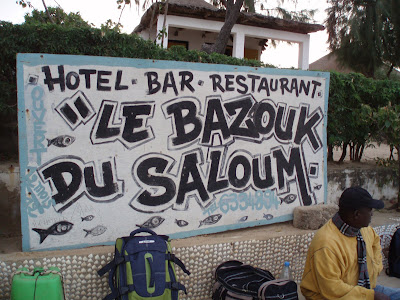 HOTEL · BAR · RESTAURANT.
"LE BAZOUK
DU SALOUM"